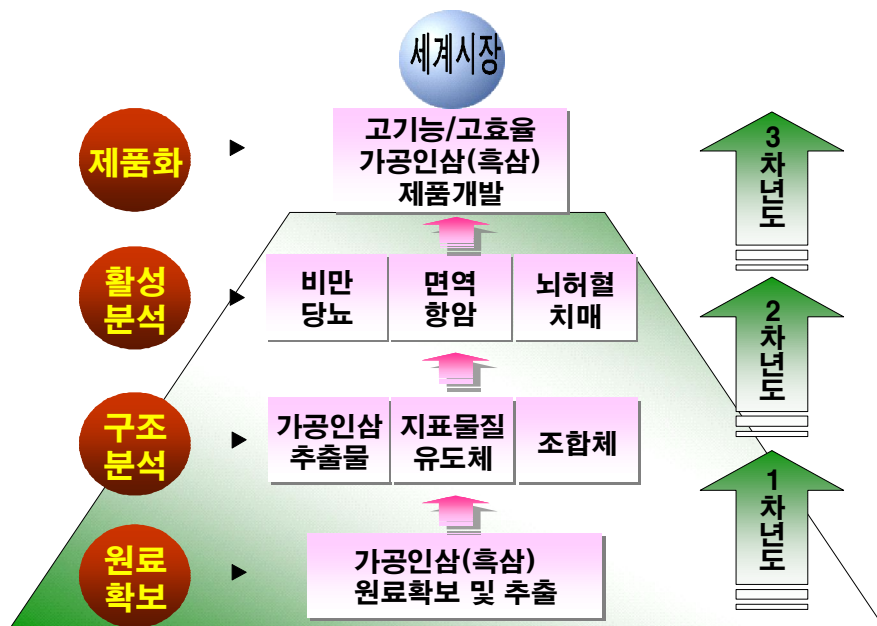 세계시장
제품화
고기능/고효율
가공인삼(흑삼)
제품개발
3차년도
활성
분석
비만
당뇨
면역
항암
뇌허혈
치매
2차년도
구조
분석
가공인삼
추출물
지표물질
유도체
조합체
1차년도
원료
확보
가공인삼(흑삼)
원료확보 및 추출